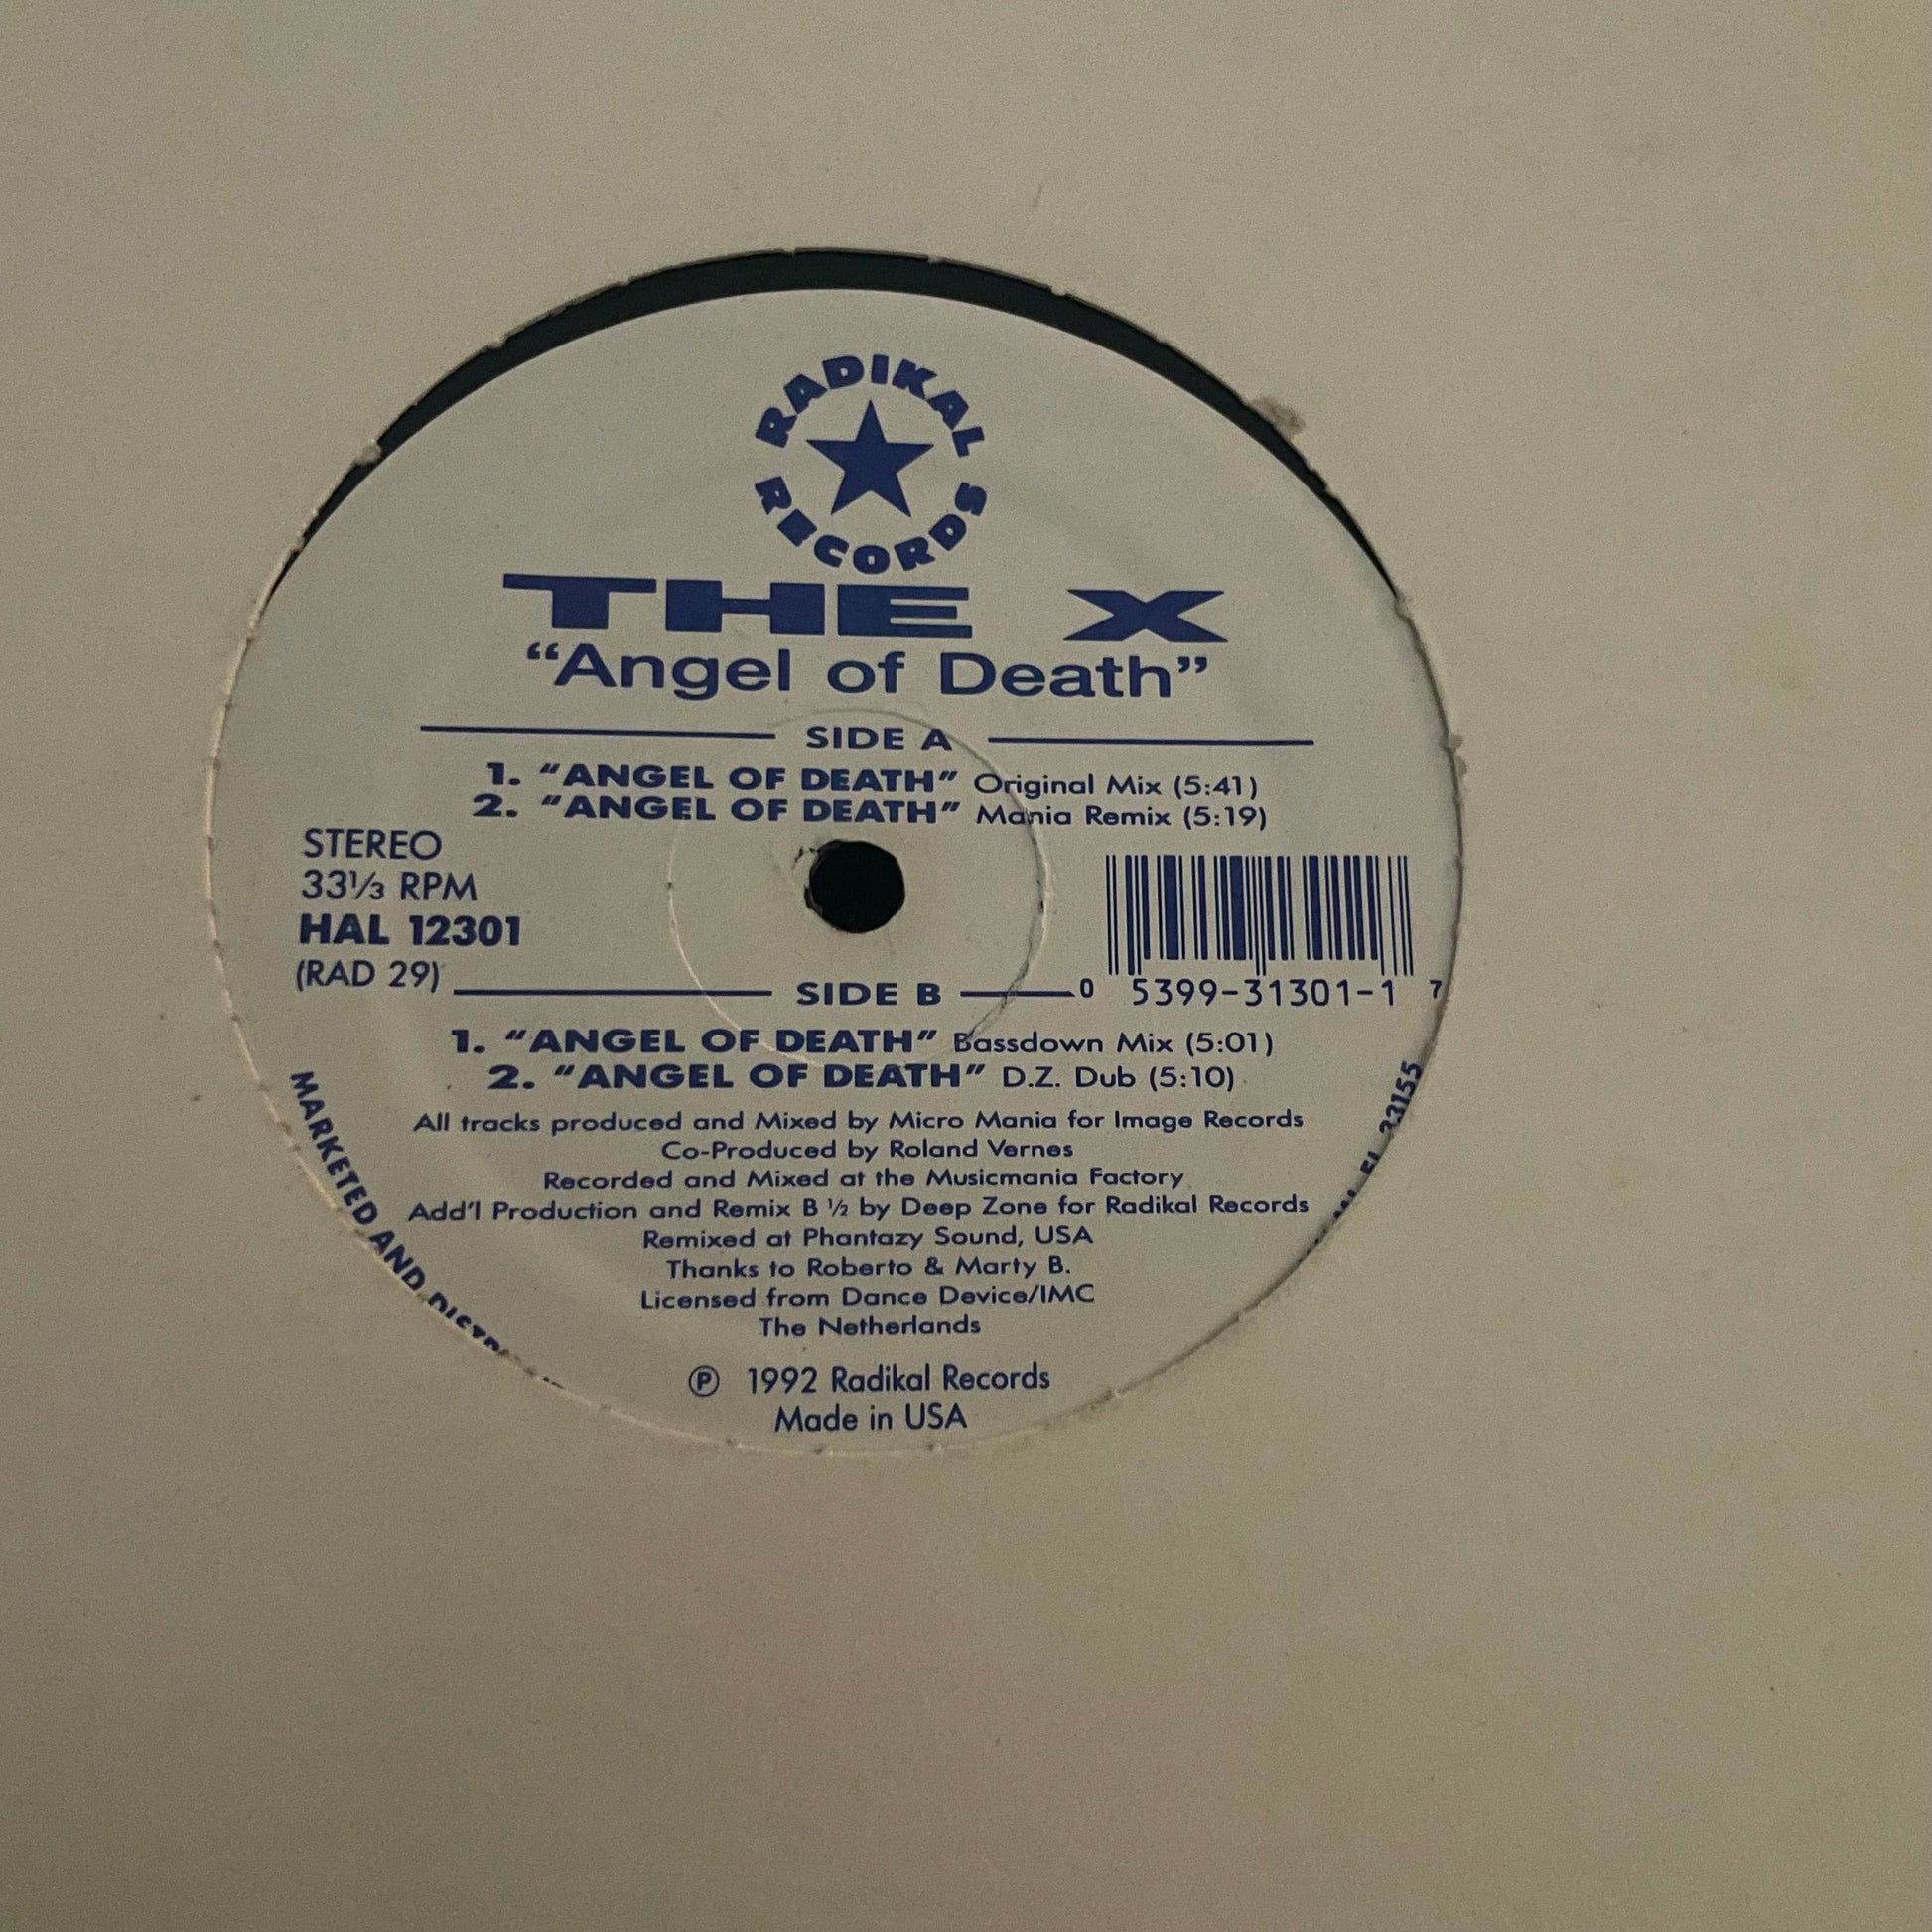 RADIKAL
RECORDS
THE X
“Angel of Death”
SIDE A
1. “ANGEL OF DEATH” Original Mix (5:41)
2. “ANGEL OF DEATH” Mania Remix (5:19)
STEREO
33⅓ RPM
HAL 12301
(RAD 29)
0 5399-31301-1 7
SIDE B
1. “ANGEL OF DEATH” Bassdown Mix (5:01)
2. “ANGEL OF DEATH” D.Z. Dub (5:10)
All tracks produced and Mixed by Micro Mania for Image Records
Co-Produced by Roland Vernes
Recorded and Mixed at the Musicmania Factory
Add'l Production and Remix B ½ by Deep Zone for Radikal Records
Remixed at Phantazy Sound, USA
Thanks to Roberto & Marty B.
Licensed from Dance Device/IMC
The Netherlands
℗ 1992 Radikal Records
Made in USA
MARKETED AND
FL 33155